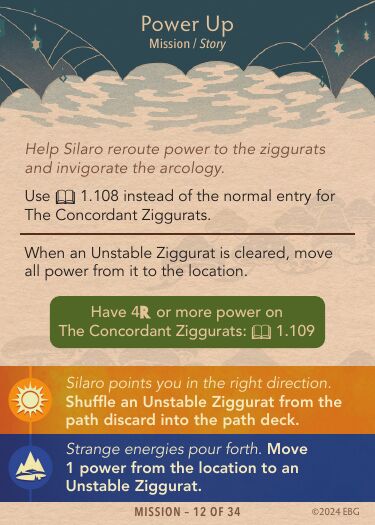 Power Up
Mission / Story
Help Silaro reroute power to the ziggurats
and invigorate the arcology.
Use 1.108 instead of the normal entry for
The Concordant Ziggurats.
When an Unstable Ziggurat is cleared, move
all power from it to the location.
Have 4R or more power on
The Concordant Ziggurats: 1.109
Silaro points you in the right direction.
Shuffle an Unstable Ziggurat from the
path discard into the path deck.
Strange energies pour forth. Move
1 power from the location to an
Unstable Ziggurat.
MISSION – 12 OF 34
©2024 EBG